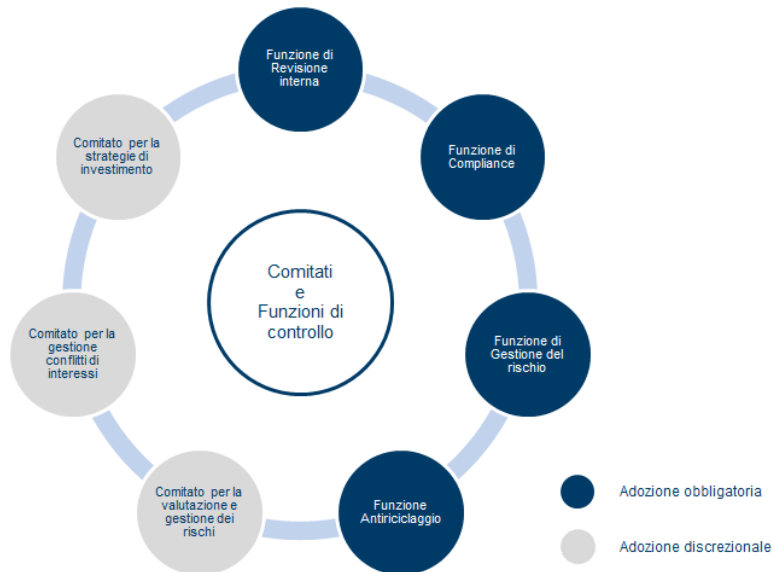 Funzione di
Revisione
interna
Comitato per la
strategie di
investimento
Funzione di
Compliance
Comitati
e
Funzioni di
controllo
Comitato per la
gestione
conflitti di
interessi
Funzione di
Gestione del
rischio
Comitato per la
valutazione e
gestione dei
rischi
Funzione
Antiriciclaggio
Adozione obbligatoria
Adozione discrezionale